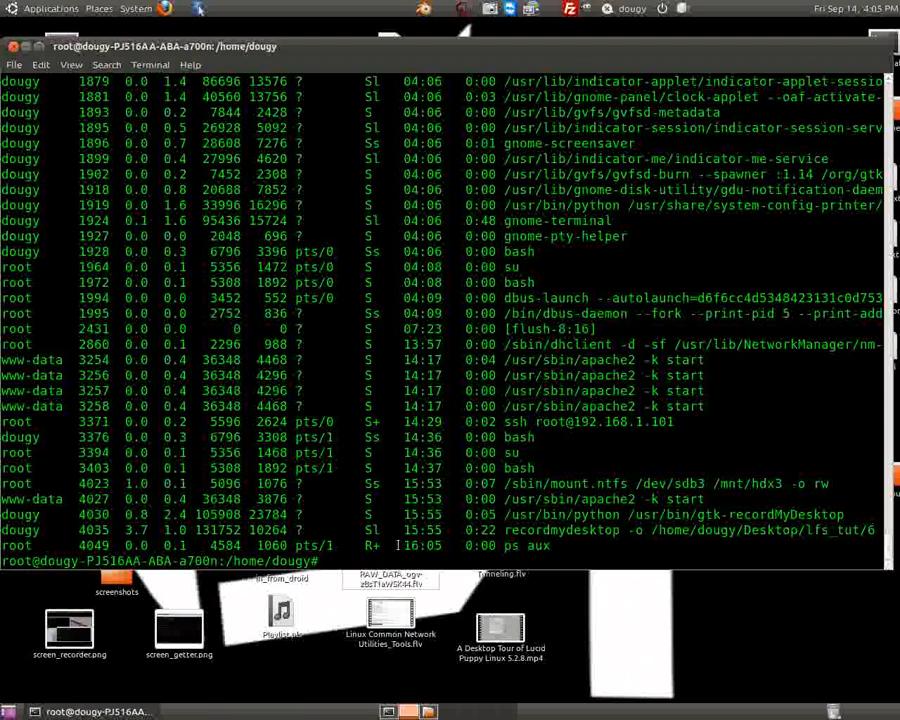 Applications Places System dougy Fri Sep 14, 4:05 PM
root@dougy-PJ516AA-ABA-a700n: /home/dougy
File Edit View Search Terminal Help
dougy 1879 0.0 1.4 86696 13576 ? Sl 04:06 0:00 /usr/lib/indicator-applet/indicator-applet-sessio
dougy 1881 0.0 1.4 40560 13756 ? S 04:06 0:03 /usr/lib/gnome-panel/clock-applet --oaf-activate-
dougy 1893 0.0 0.2 7844 2428 ? S 04:06 0:00 /usr/lib/gvfs/gvfsd-metadata
dougy 1895 0.0 0.5 26928 5092 ? Sl 04:06 0:00 /usr/lib/indicator-session/indicator-session-serv
dougy 1896 0.0 0.7 28608 7276 ? Ss 04:06 0:01 gnome-screensaver
dougy 1899 0.0 0.4 27996 4620 ? Sl 04:06 0:00 /usr/lib/indicator-me/indicator-me-service
dougy 1902 0.0 0.2 7452 2308 ? S 04:06 0:00 /usr/lib/gvfs/gvfsd-burn --spawner :1.14 /org/gtk
dougy 1918 0.0 0.8 20688 7852 ? S 04:06 0:00 /usr/lib/gnome-disk-utility/gdu-notification-daem
dougy 1919 0.0 1.6 33996 16296 ? S 04:06 0:00 /usr/bin/python /usr/share/system-config-printer/
dougy 1924 0.1 1.6 95436 15724 ? Sl 04:06 0:48 gnome-terminal
dougy 1927 0.0 0.0 2048 696 ? S 04:06 0:00 gnome-pty-helper
dougy 1928 0.0 0.3 6796 3396 pts/0 Ss 04:06 0:00 bash
root 1964 0.0 0.1 5356 1472 pts/0 S 04:08 0:00 su
root 1972 0.0 0.1 5308 1892 pts/0 S 04:08 0:00 bash
root 1994 0.0 0.0 3452 552 pts/0 S 04:09 0:00 dbus-launch --autolaunch=d6f6cc4d5348423131c0d753
root 1995 0.0 0.0 2752 836 ? Ss 04:09 0:00 /bin/dbus-daemon --fork --print-pid 5 --print-add
root 2431 0.0 0.0 0 0 ? S 07:23 0:00 [flush-8:16]
root 2860 0.0 0.1 2296 988 ? S 13:57 0:00 /sbin/dhclient -d -sf /usr/lib/NetworkManager/nm-
www-data 3254 0.0 0.4 36348 4468 ? S 14:17 0:04 /usr/sbin/apache2 -k start
www-data 3256 0.0 0.4 36348 4296 ? S 14:17 0:00 /usr/sbin/apache2 -k start
www-data 3257 0.0 0.4 36348 4296 ? S 14:17 0:00 /usr/sbin/apache2 -k start
www-data 3258 0.0 0.4 36348 4468 ? S 14:17 0:00 /usr/sbin/apache2 -k start
root 3371 0.0 0.2 5596 2624 pts/0 S+ 14:29 0:02 ssh root@192.168.1.101
dougy 3376 0.0 0.3 6796 3308 pts/1 Ss 14:36 0:00 bash
root 3394 0.0 0.1 5356 1468 pts/1 S 14:36 0:00 su
root 3403 0.0 0.1 5308 1892 pts/1 S 14:37 0:00 bash
root 4023 1.0 0.1 5096 1076 ? Ss 15:53 0:07 /sbin/mount.ntfs /dev/sdb3 /mnt/hdx3 -o rw
www-data 4027 0.0 0.4 36348 3876 ? S 15:53 0:00 /usr/sbin/apache2 -k start
dougy 4030 0.8 2.4 105908 23784 ? S 15:55 0:05 /usr/bin/python /usr/bin/gtk-recordMyDesktop
dougy 4035 3.7 1.0 131752 10264 ? Sl 15:55 0:22 recordmydesktop -o /home/dougy/Desktop/lfs_tut/6
root 4049 0.0 0.1 4584 1060 pts/1 R+ 16:05 0:00 ps aux
root@dougy-PJ516AA-ABA-a700n:/home/dougy#
screenshots
in_from_droid
RAW_DATA_ogv-
Tunneling.flv
screen_recorder.png
screen_getter.png
Linux Common Network
Utilities_Tools.flv
A Desktop Tour of Lucid
Puppy Linux 5.2.8.mp4
root@dougy-PJ516AA-ABA...